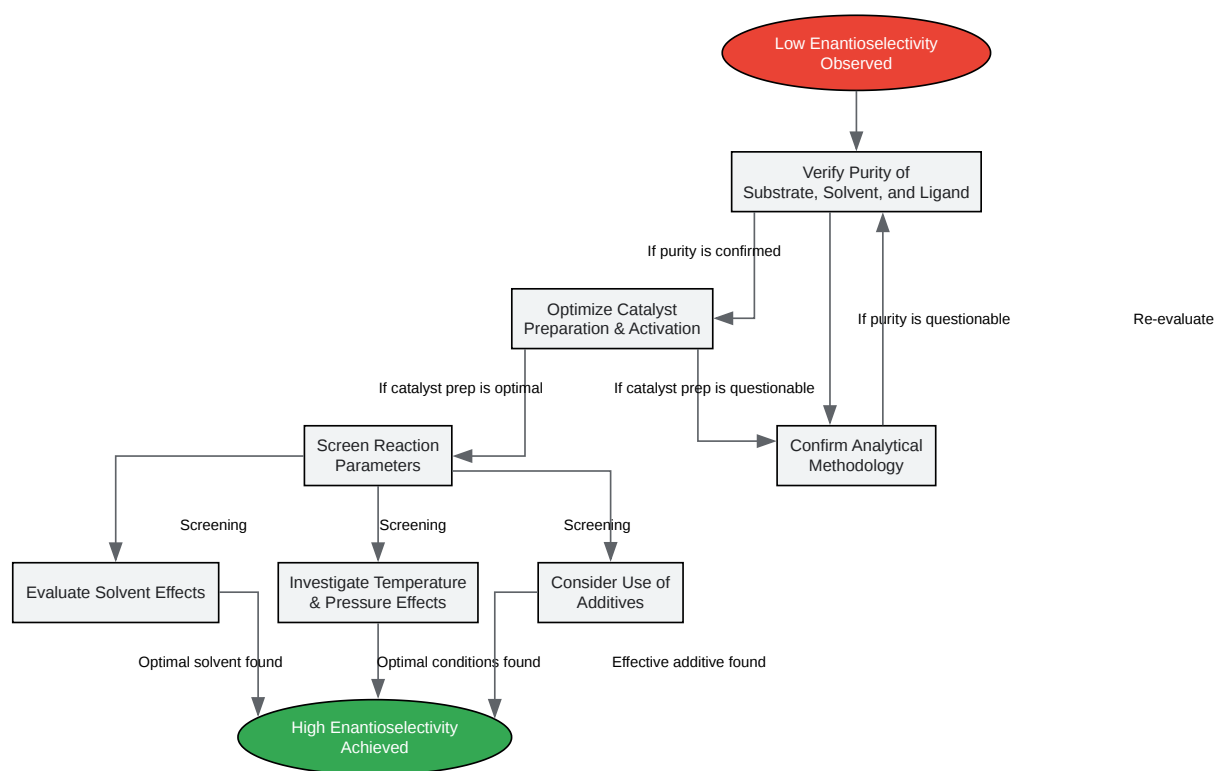 Low Enantioselectivity
Observed
Verify Purity of
Substrate, Solvent, and Ligand
If purity is confirmed
Optimize Catalyst
Preparation & Activation
If purity is questionable
Re-evaluate
If catalyst prep is optimal
If catalyst prep is questionable
Screen Reaction
Parameters
Confirm Analytical
Methodology
Screening
Screening
Screening
Evaluate Solvent Effects
Investigate Temperature
& Pressure Effects
Consider Use of
Additives
Optimal solvent found
Optimal conditions found
Effective additive found
High Enantioselectivity
Achieved